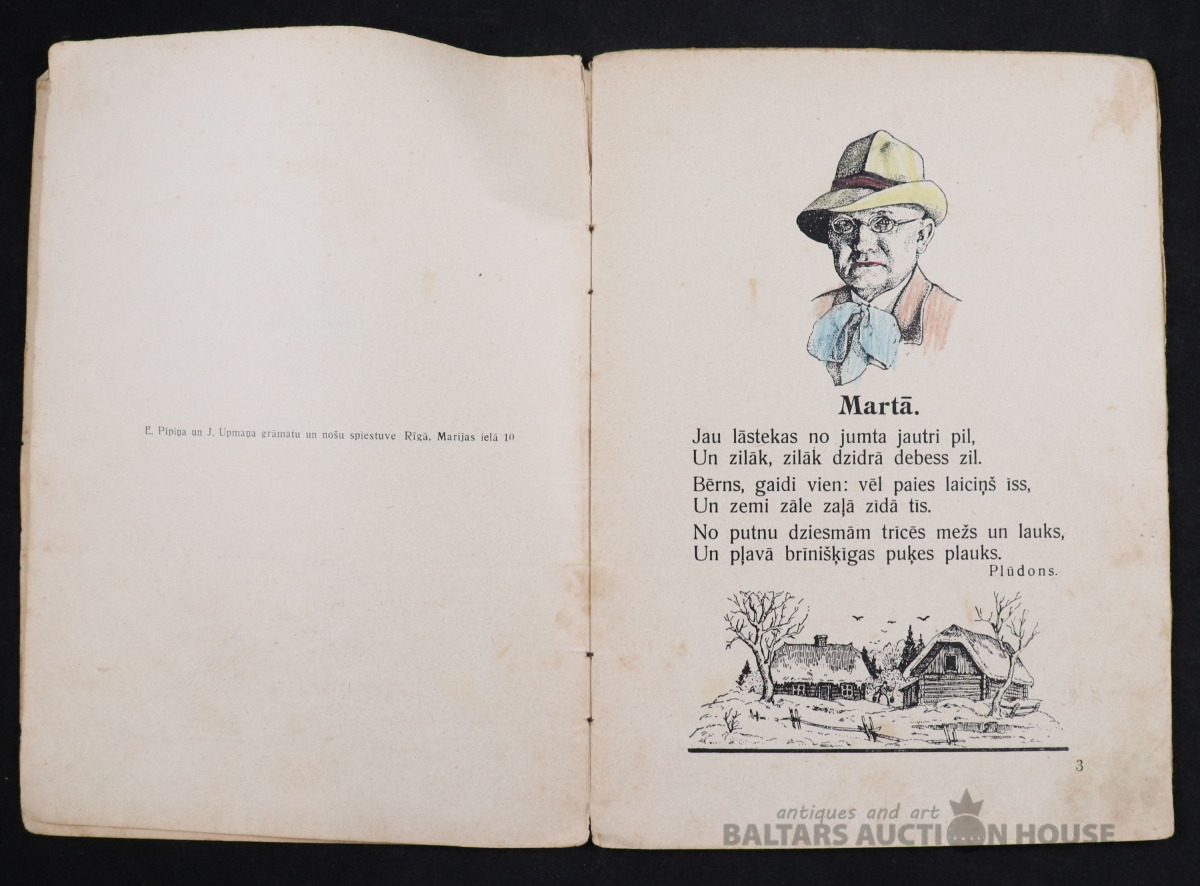 E. Pīpiņa un J. Upmaņa grāmatu un nošu spiestuve Rīgā, Marijas ielā 10
Martā.
Jau lāstekas no jumta jautri pil,
Un zilāk, zilāk dzidrā debess zil.
Bērns, gaidi vien: vēl paies laiciņš īss,
Un zemi zāle zaļā zīdā tīs.
No putnu dziesmām trīcēs mežs un lauks,
Un pļavā brīnišķīgas puķes plauks.
Plūdons.
3
antiques and art
BALTARS AUCTION HOUSE